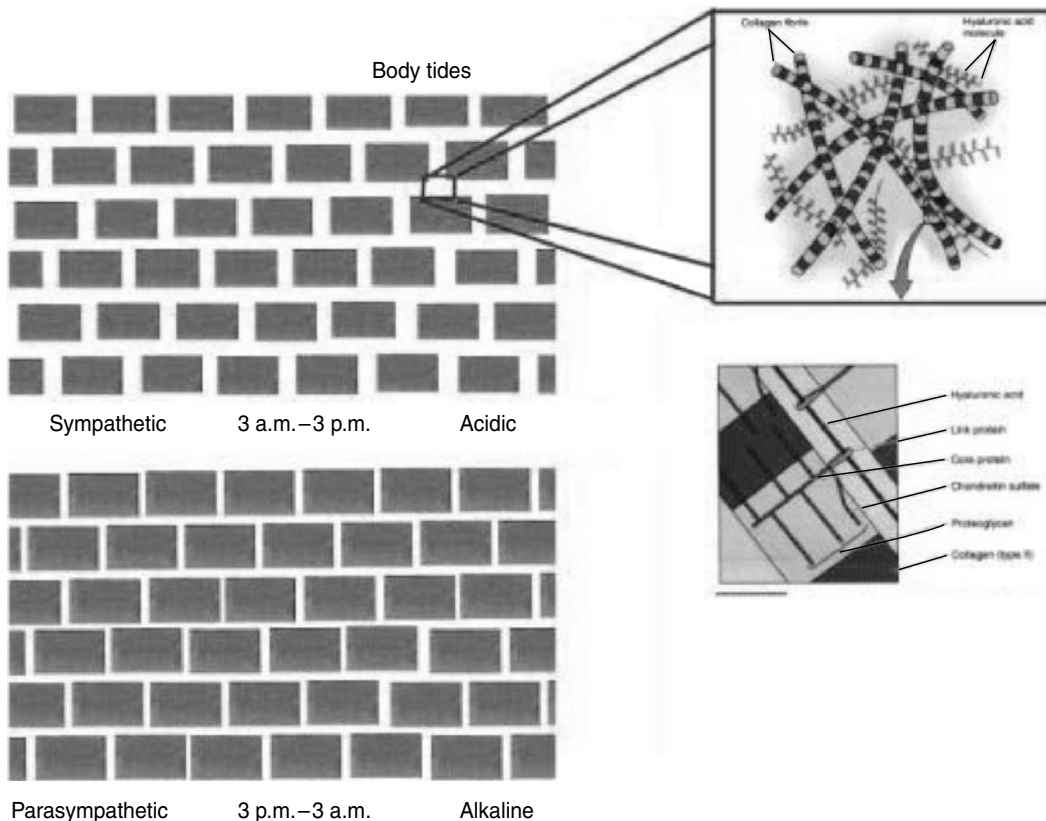 Body tides
Collagen fibrils
Hyaluronic acid
molecule
Sympathetic 3 a.m.–3 p.m. Acidic
Hyaluronic acid
Link protein
Core protein
Chondroitin sulfate
Proteoglycan
Collagen (type II)
Parasympathetic 3 p.m.–3 a.m. Alkaline